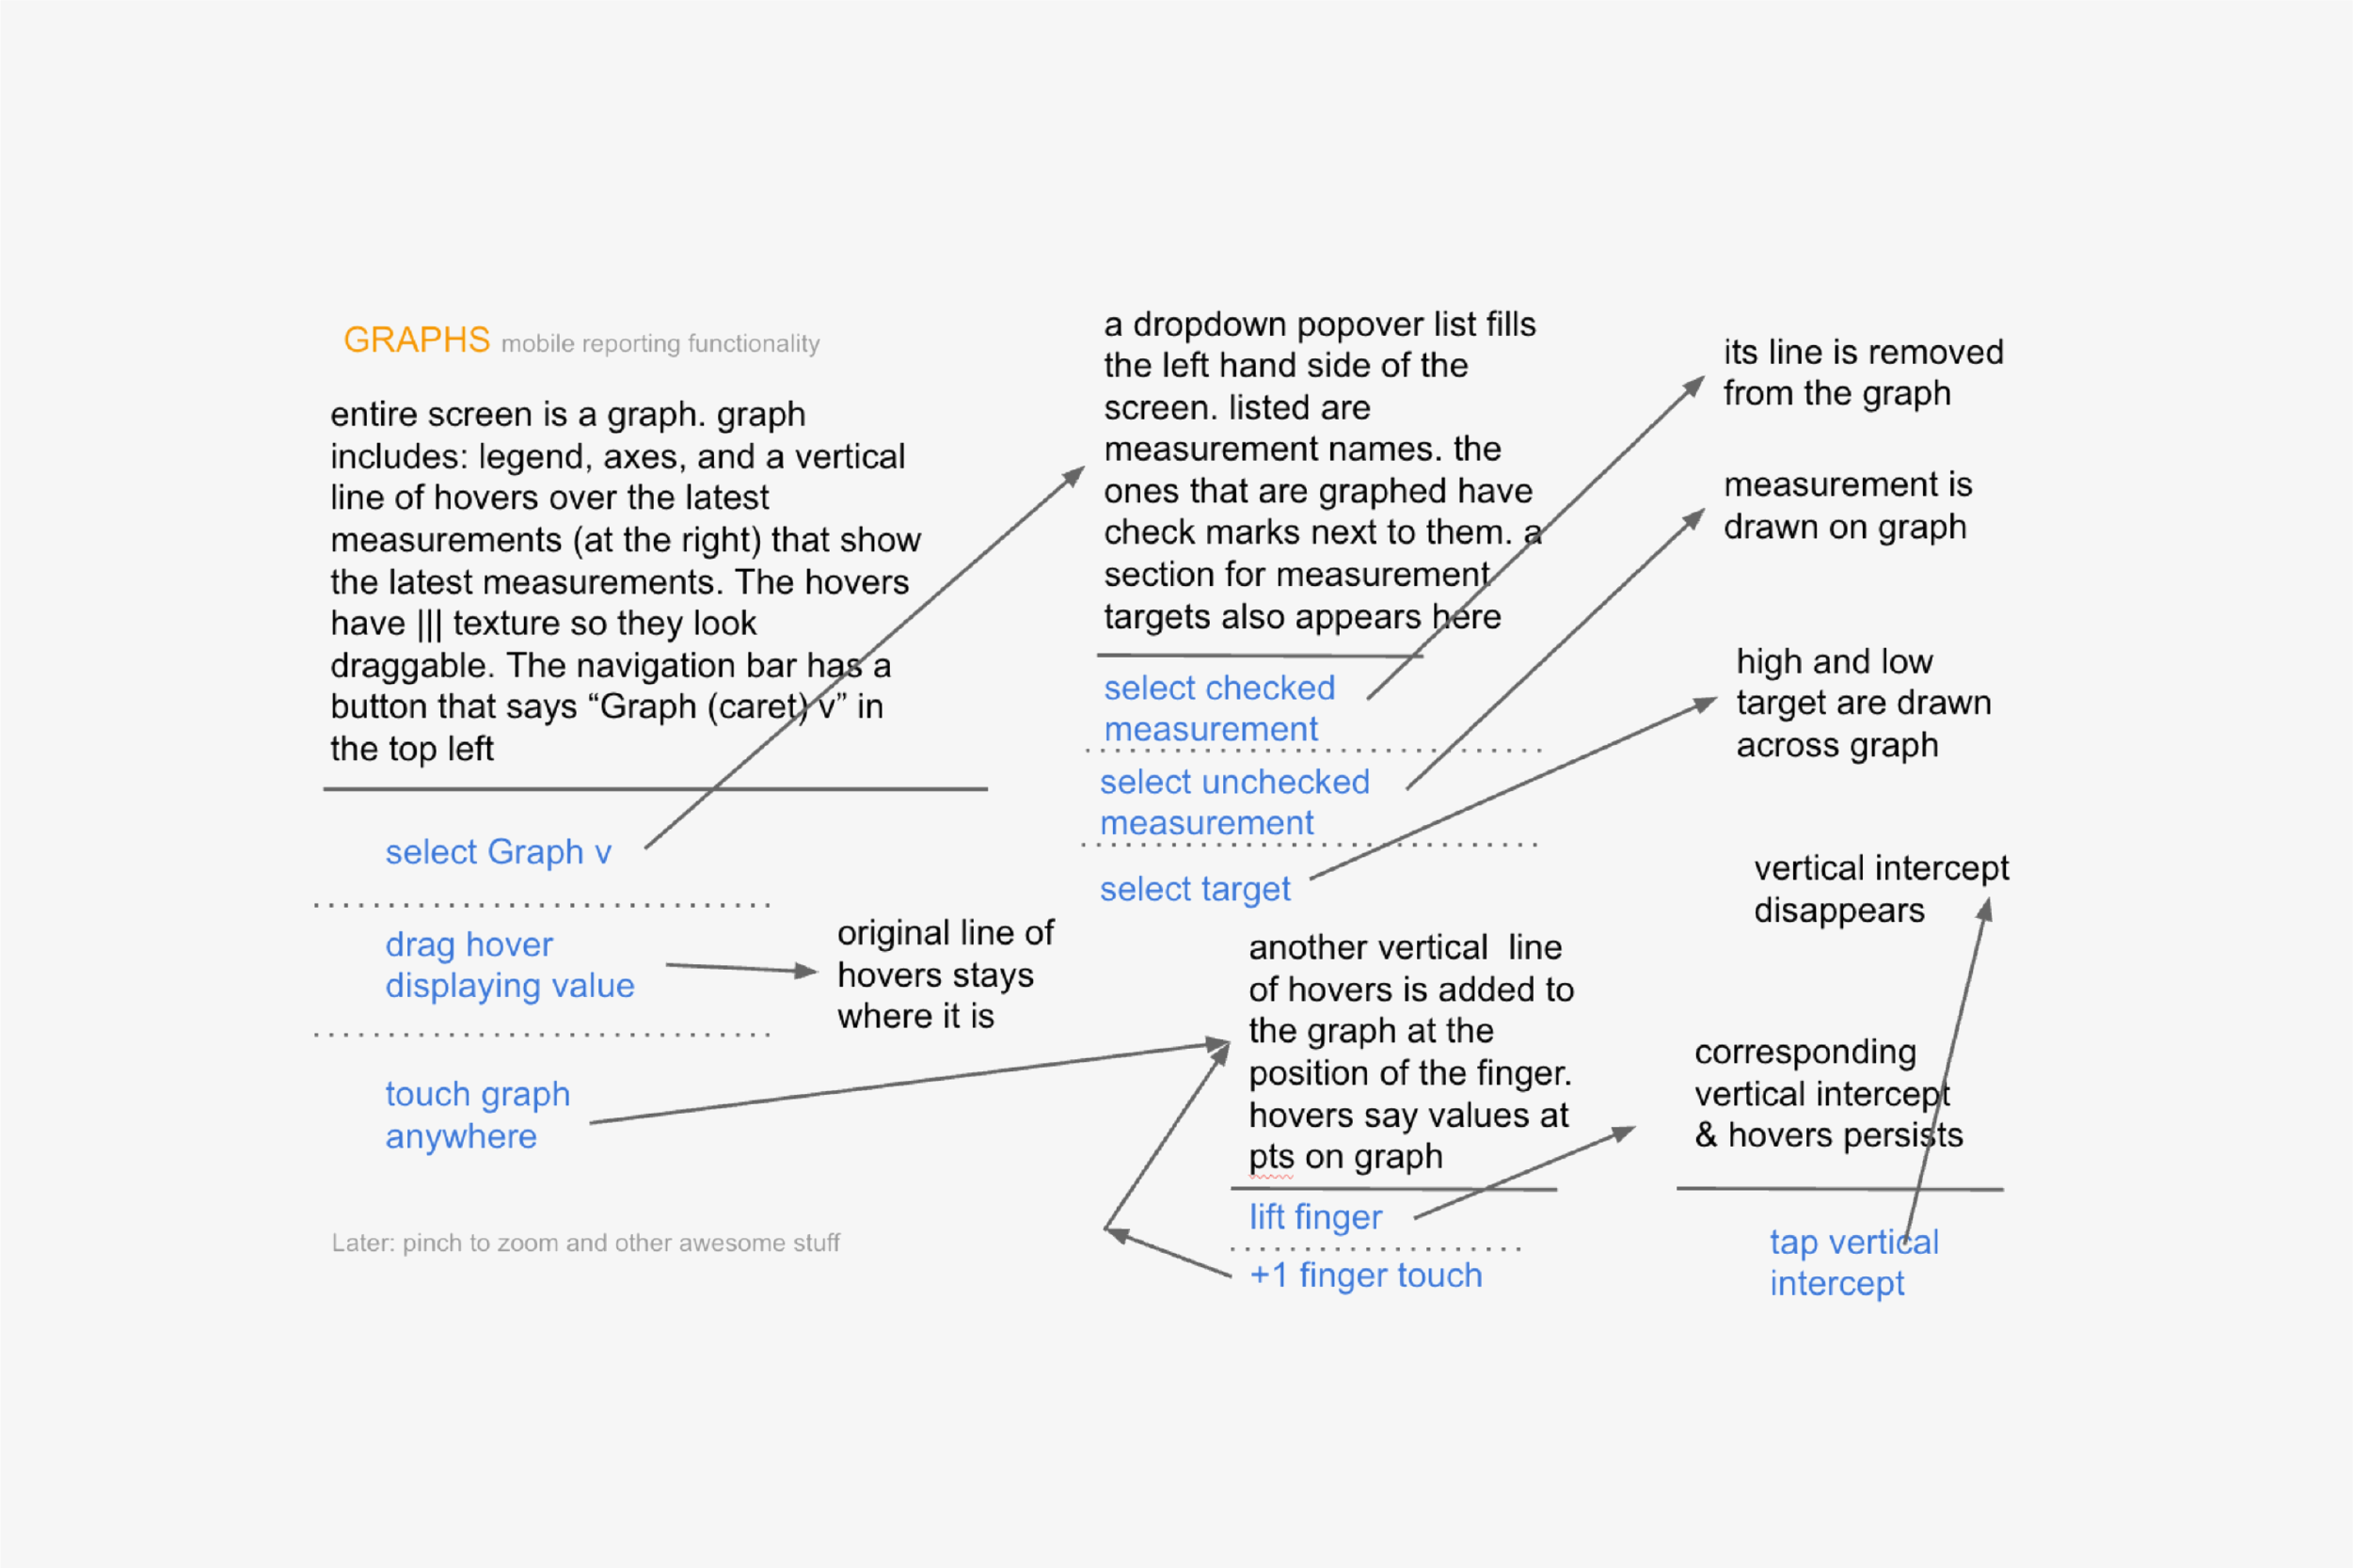 GRAPHS mobile reporting functionality
entire screen is a graph. graph
includes: legend, axes, and a vertical
line of hovers over the latest
measurements (at the right) that show
the latest measurements. The hovers
have ||| texture so they look
draggable. The navigation bar has a
button that says “Graph (caret) v” in
the top left
select Graph v
drag hover
displaying value
touch graph
anywhere
Later: pinch to zoom and other awesome stuff
original line of
hovers stays
where it is
a dropdown popover list fills
the left hand side of the
screen. listed are
measurement names. the
ones that are graphed have
check marks next to them. a
section for measurement
targets also appears here
select checked
measurement
select unchecked
measurement
select target
its line is removed
from the graph
measurement is
drawn on graph
high and low
target are drawn
across graph
another vertical  line
of hovers is added to
the graph at the
position of the finger.
hovers say values at
pts on graph
lift finger
+1 finger touch
vertical intercept
disappears
corresponding
vertical intercept
& hovers persists
tap vertical
intercept